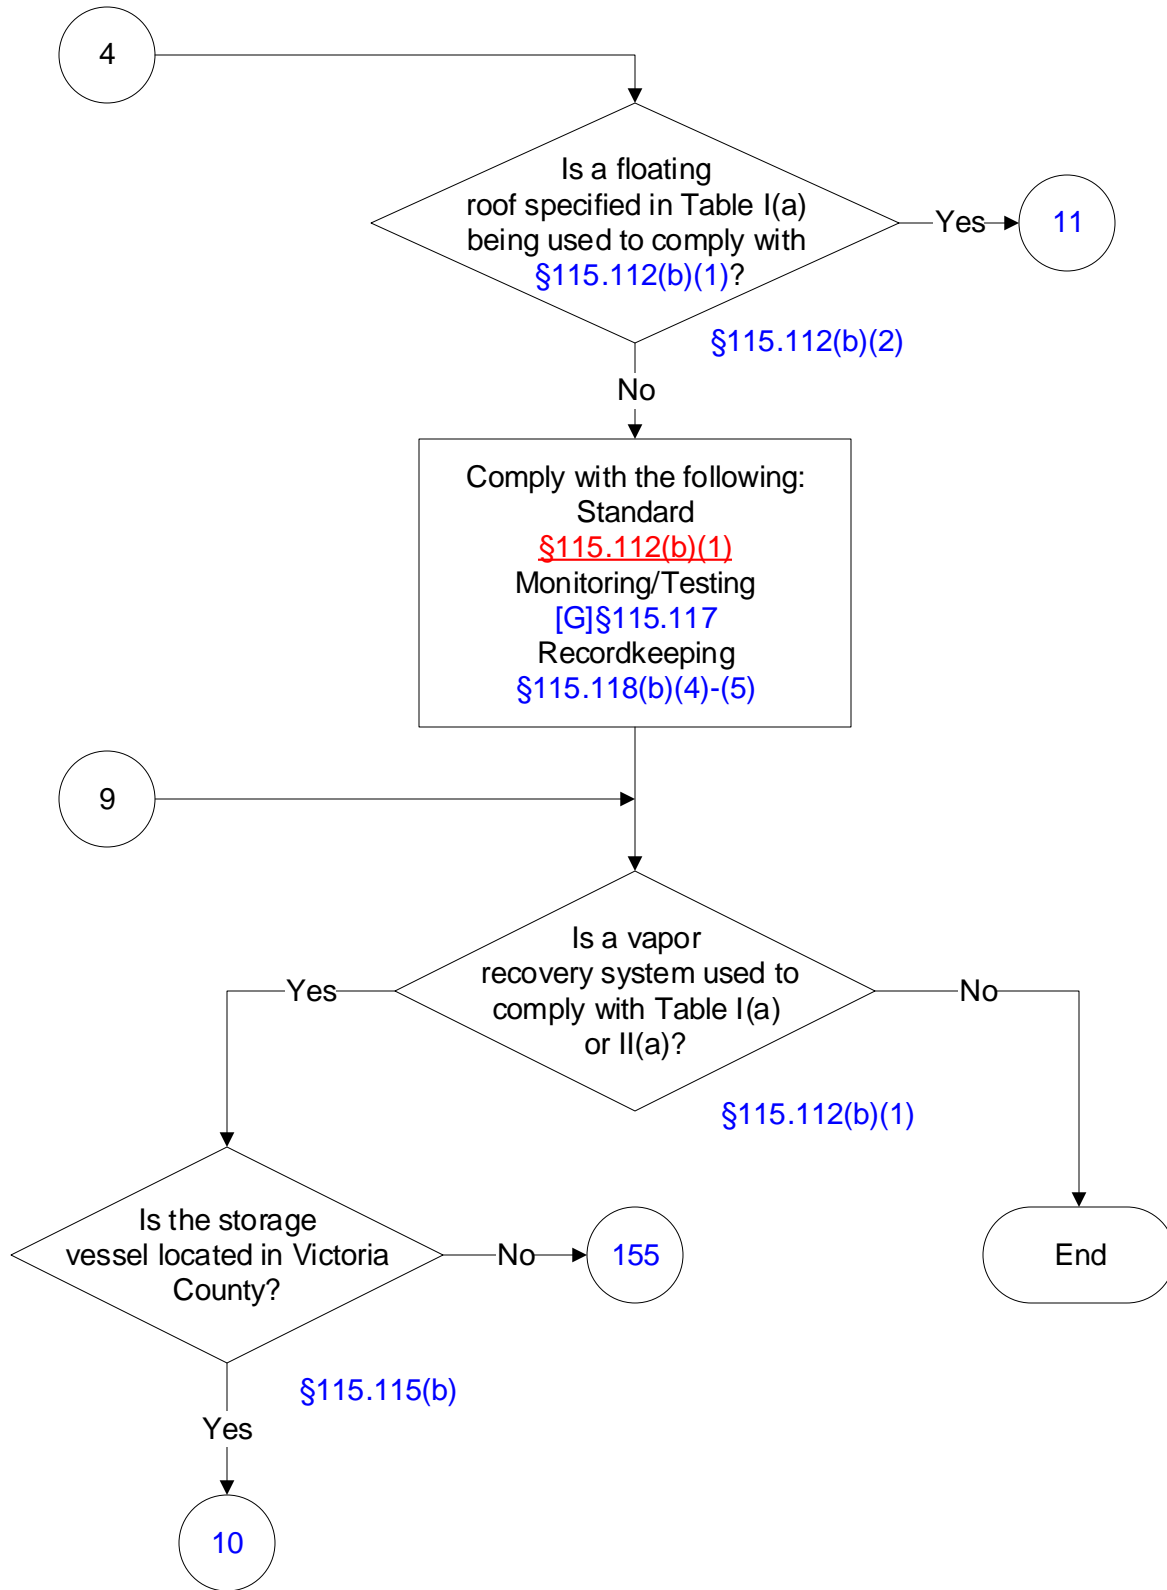 4
Is a floating
roof specified in Table I(a)
being used to comply with
§115.112(b)(1)?
Yes
11
§115.112(b)(2)
No
Comply with the following:
Standard
§115.112(b)(1)
Monitoring/Testing
[G]§115.117
Recordkeeping
§115.118(b)(4)-(5)
9
Is a vapor
recovery system used to
comply with Table I(a)
or II(a)?
Yes
No
§115.112(b)(1)
Is the storage
vessel located in Victoria
County?
No
155
End
§115.115(b)
Yes
10